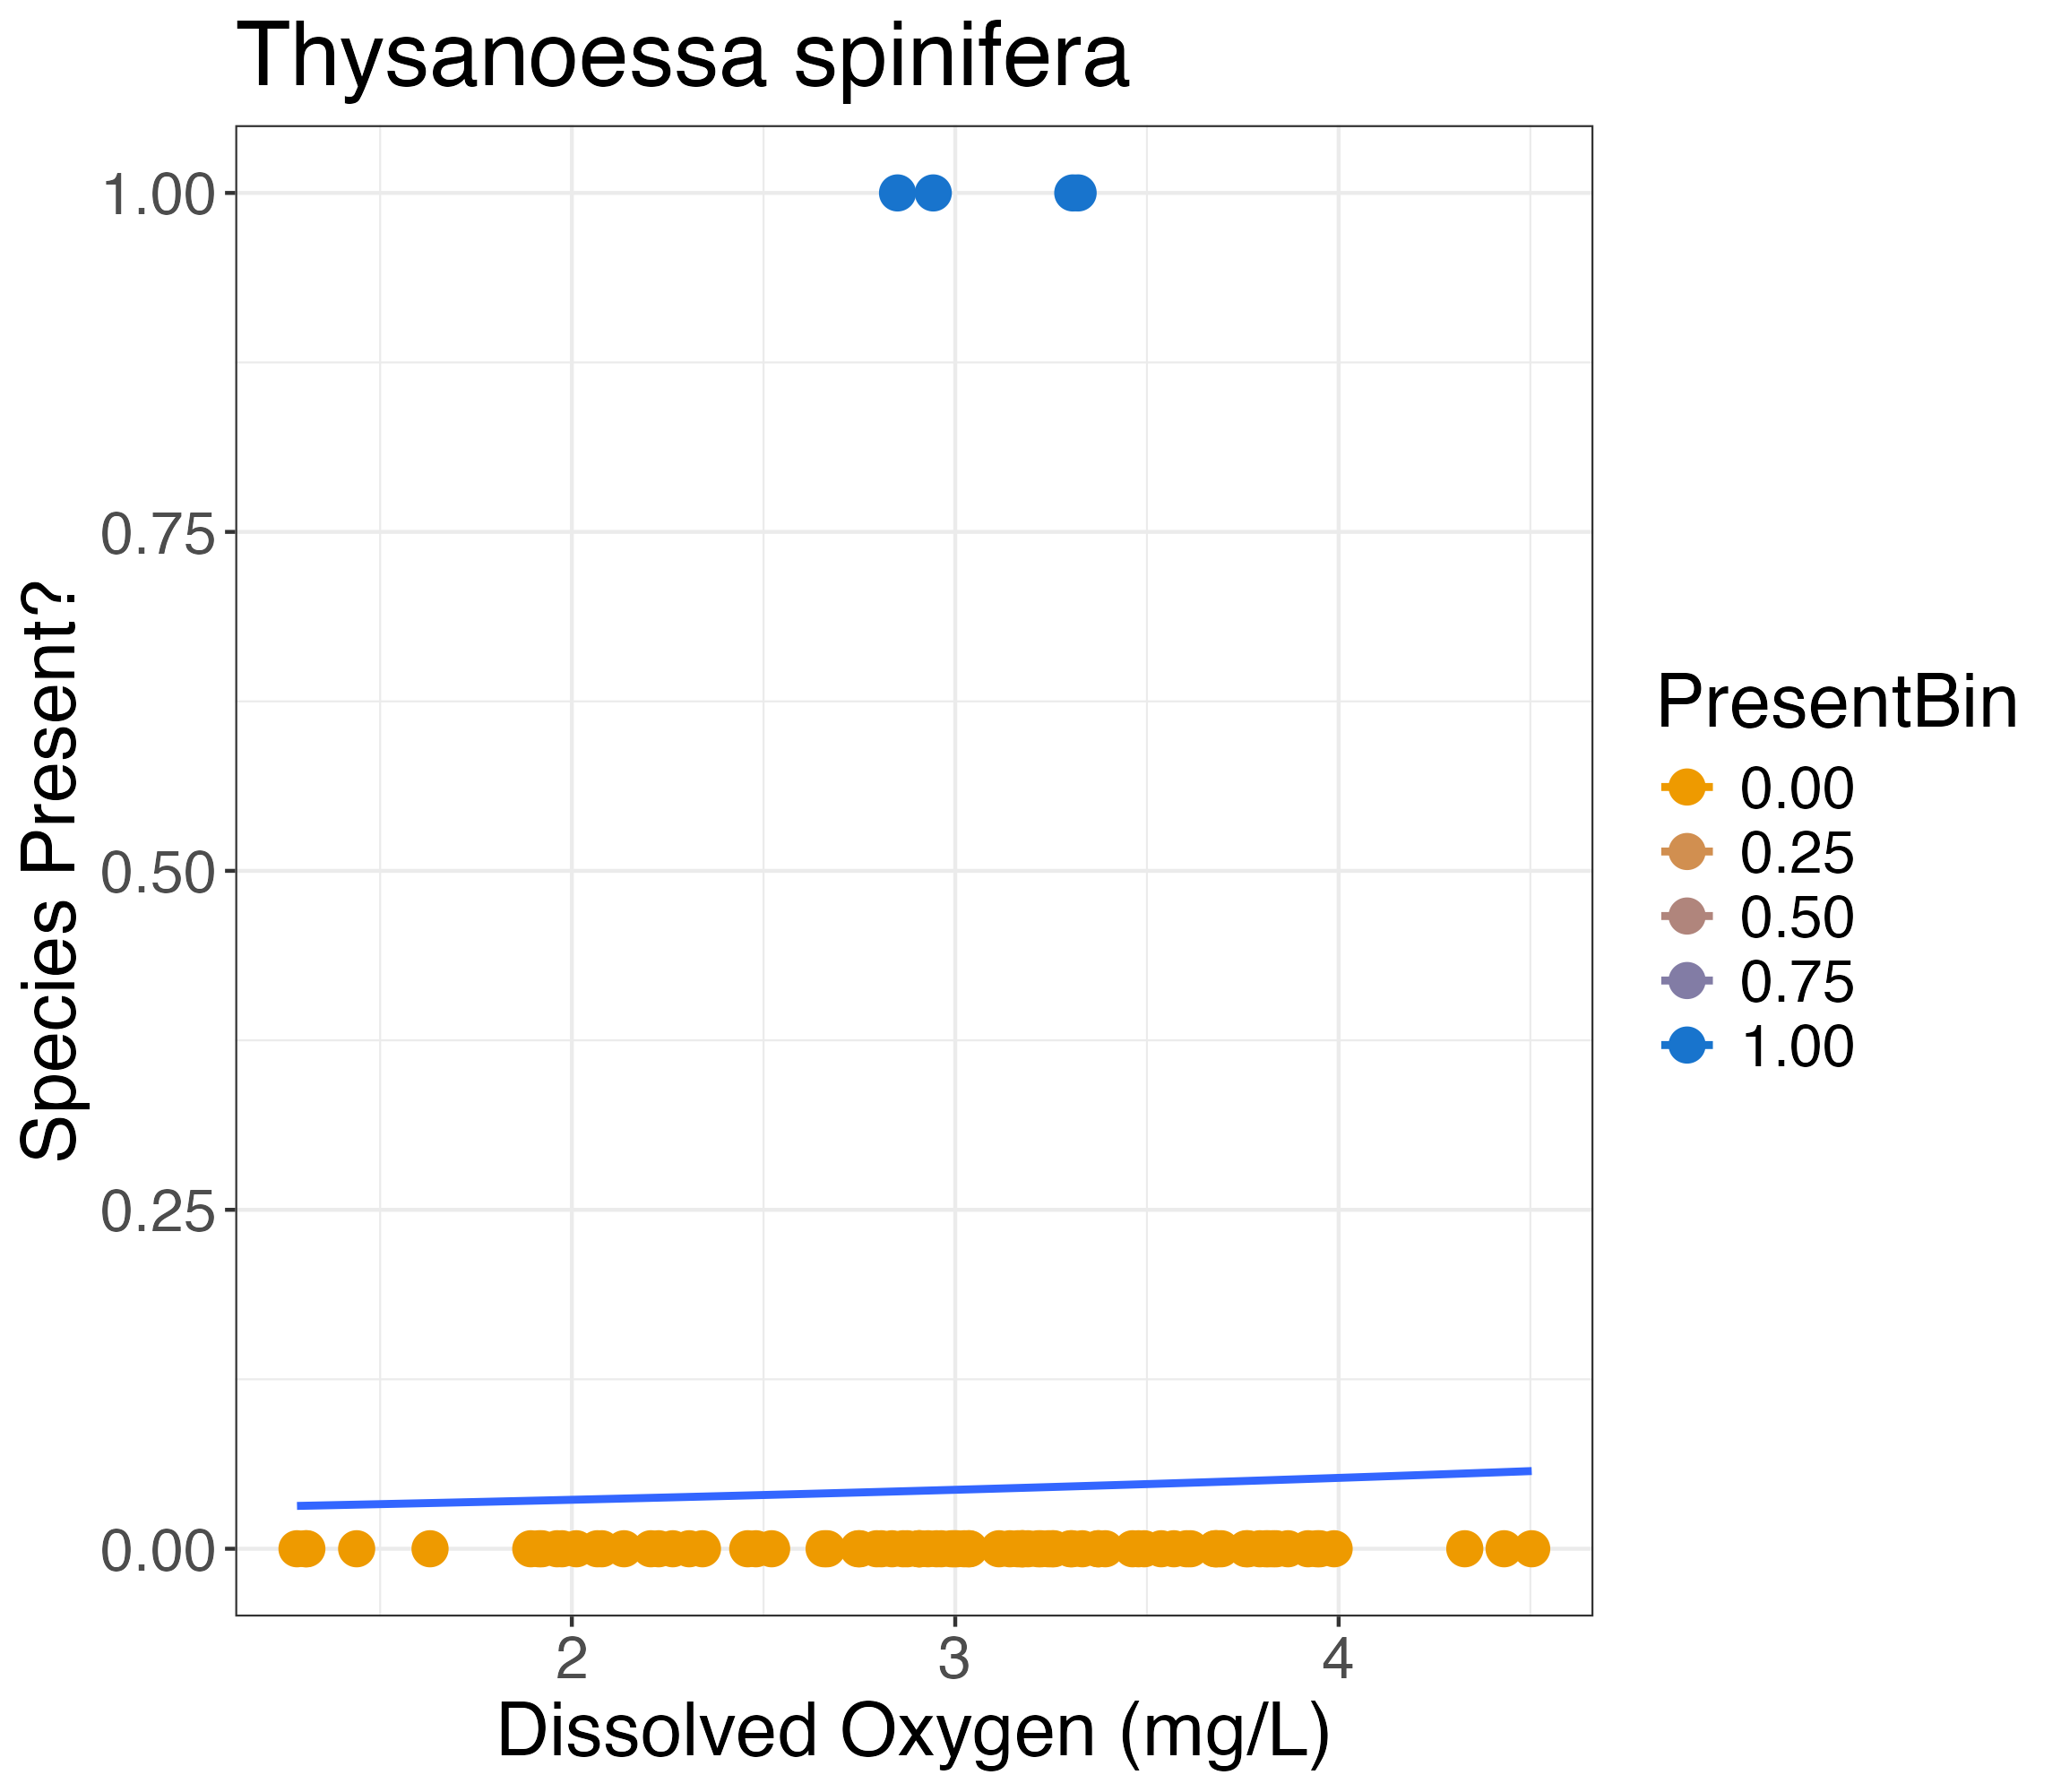 Thysanoessa spinifera
1.00
0.75
0.50
0.25
0.00
Species Present?
2 3 4
Dissolved Oxygen (mg/L)
PresentBin
0.00
0.25
0.50
0.75
1.00